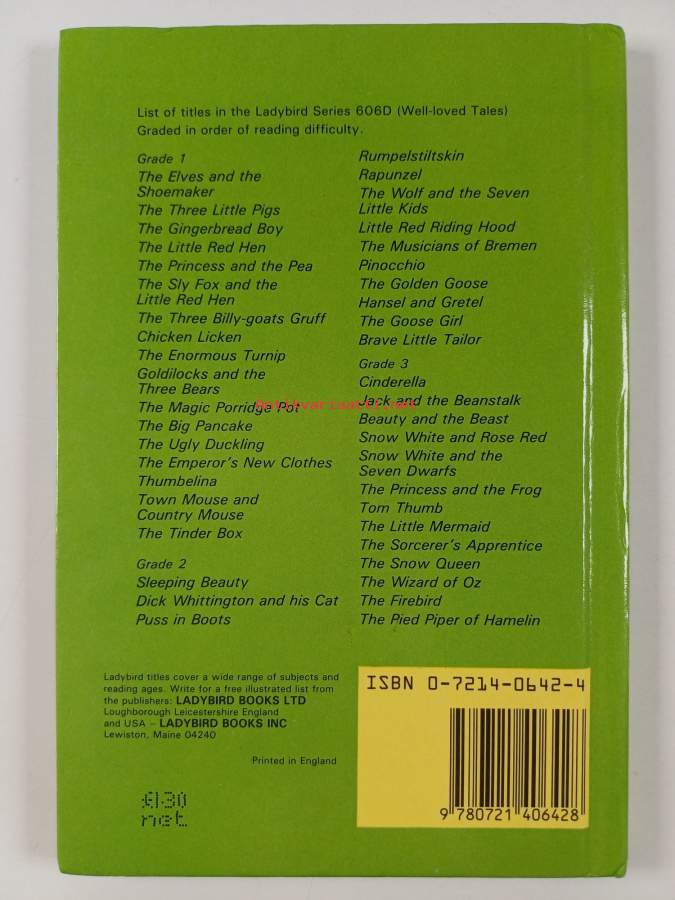 List of titles in the Ladybird Series 606D (Well-loved Tales)
Graded in order of reading difficulty.
Grade 1
The Elves and the
Shoemaker
The Three Little Pigs
The Gingerbread Boy
The Little Red Hen
The Princess and the Pea
The Sly Fox and the
Little Red Hen
The Three Billy-goats Gruff
Chicken Licken
The Enormous Turnip
Goldilocks and the
Three Bears
The Magic Porridge Pot
The Big Pancake
The Ugly Duckling
The Emperor's New Clothes
Thumbelina
Town Mouse and
Country Mouse
The Tinder Box
Grade 2
Sleeping Beauty
Dick Whittington and his Cat
Puss in Boots
Rumpelstiltskin
Rapunzel
The Wolf and the Seven
Little Kids
Little Red Riding Hood
The Musicians of Bremen
Pinocchio
The Golden Goose
Hansel and Gretel
The Goose Girl
Brave Little Tailor
Grade 3
Cinderella
Jack and the Beanstalk
Beauty and the Beast
Snow White and Rose Red
Snow White and the
Seven Dwarfs
The Princess and the Frog
Tom Thumb
The Little Mermaid
The Sorcerer's Apprentice
The Snow Queen
The Wizard of Oz
The Firebird
The Pied Piper of Hamelin
antikvariaatti.net
Ladybird titles cover a wide range of subjects and
reading ages. Write for a free illustrated list from
the publishers: LADYBIRD BOOKS LTD
Loughborough Leicestershire England
and USA – LADYBIRD BOOKS INC
Lewiston, Maine 04240
Printed in England
£1·30
net
ISBN 0-7214-0642-4
9 780721 406428